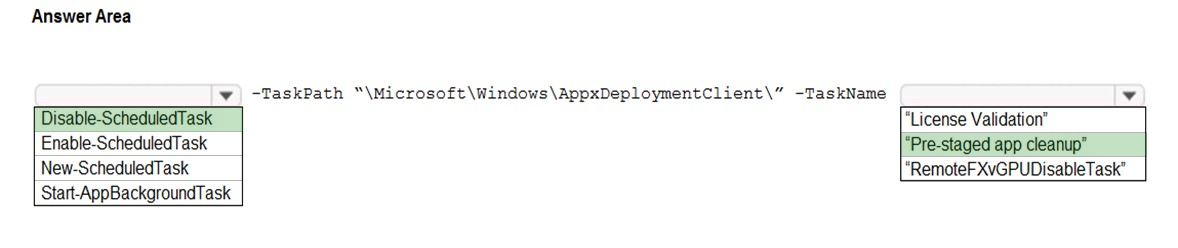 Answer Area
-TaskPath “\Microsoft\Windows\AppxDeploymentClient\” -TaskName
Disable-ScheduledTask
Enable-ScheduledTask
New-ScheduledTask
Start-AppBackgroundTask
“License Validation”
“Pre-staged app cleanup”
“RemoteFXvGPUDisableTask”